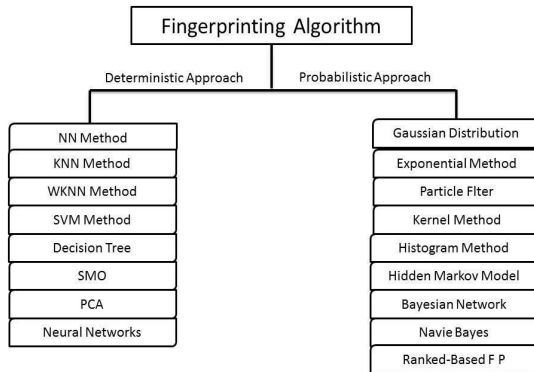 Fingerprinting Algorithm
Deterministic Approach
Probabilistic Approach
NN Method
KNN Method
WKNN Method
SVM Method
Decision Tree
SMO
PCA
Neural Networks
Gaussian Distribution
Exponential Method
Particle Flter
Kernel Method
Histogram Method
Hidden Markov Model
Bayesian Network
Navie Bayes
Ranked-Based F P